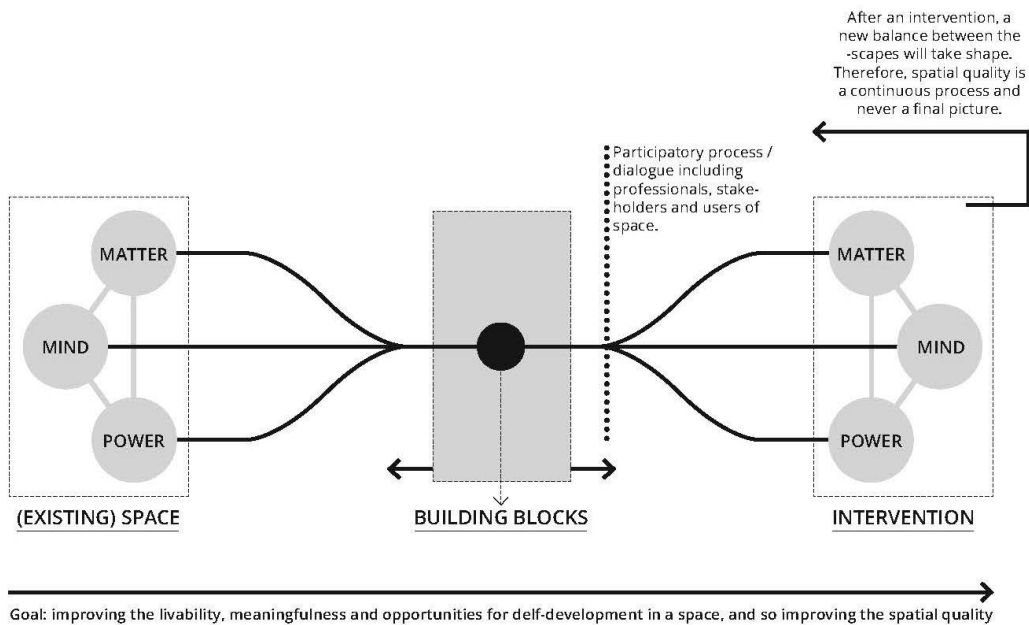 After an intervention, a
new balance between the
-scapes will take shape.
Therefore, spatial quality is
a continuous process and
never a final picture.
Participatory process /
dialogue including
professionals, stake-
holders and users of
space.
MATTER
MIND
POWER
MATTER
MIND
POWER
(EXISTING) SPACE
BUILDING BLOCKS
INTERVENTION
Goal: improving the livability, meaningfulness and opportunities for delf-development in a space, and so improving the spatial quality